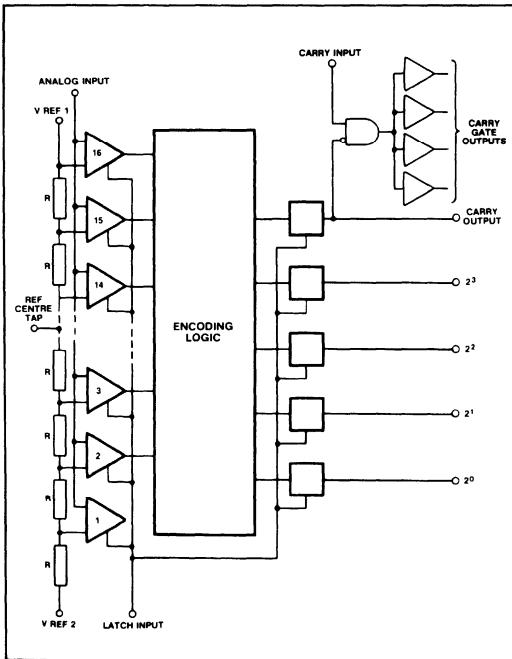 CARRY INPUT
ANALOG INPUT
V REF 1
CARRY
GATE
OUTPUTS
16
R
15
CARRY
OUTPUT
R
14
2³
REF
CENTRE
TAP
ENCODING
LOGIC
R
3
2²
R
2
2¹
R
1
2⁰
R
V REF 2
LATCH INPUT